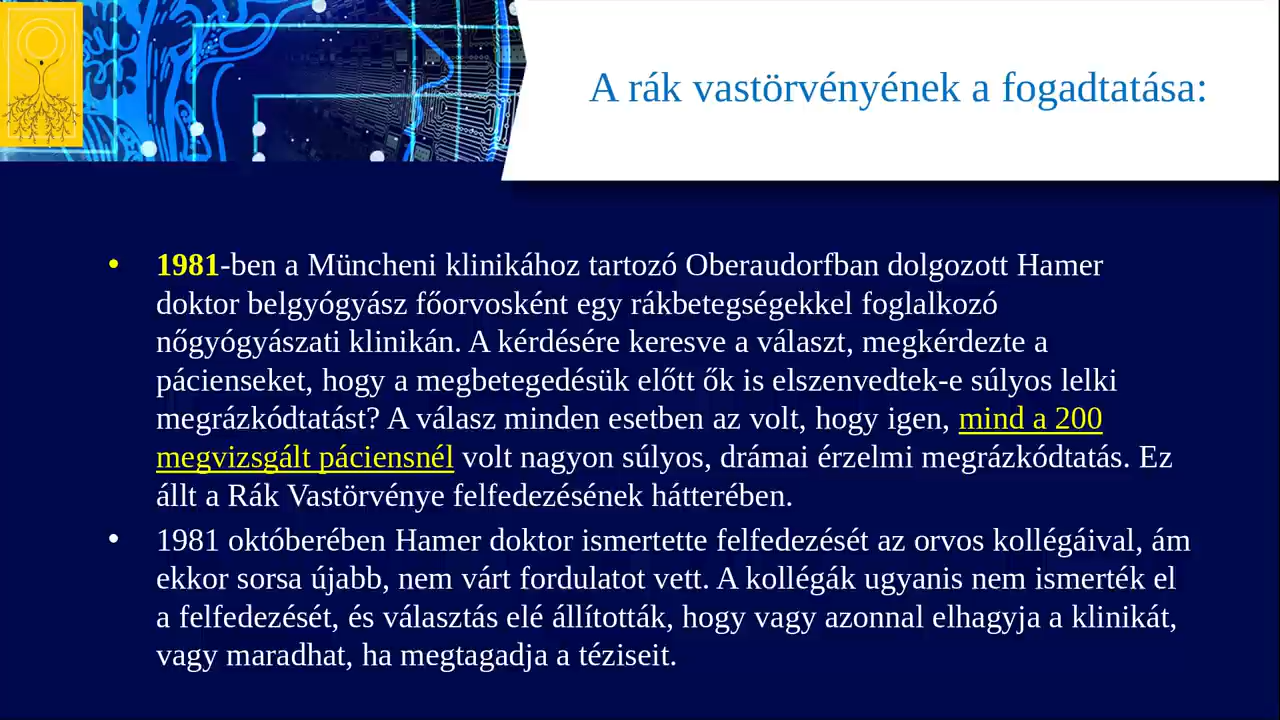 A rák vastörvényének a fogadtatása:
• 1981-ben a Müncheni klinikához tartozó Oberaudorfban dolgozott Hamer
doktor belgyógyász főorvosként egy rákbetegségekkel foglalkozó
nőgyógyászati klinikán. A kérdésére keresve a választ, megkérdezte a
pácienseket, hogy a megbetegedésük előtt ők is elszenvedtek-e súlyos lelki
megrázkódtatást? A válasz minden esetben az volt, hogy igen, mind a 200
megvizsgált páciensnél volt nagyon súlyos, drámai érzelmi megrázkódtatás. Ez
állt a Rák Vastörvénye felfedezésének hátterében.
• 1981 októberében Hamer doktor ismertette felfedezését az orvos kollégáival, ám
ekkor sorsa újabb, nem várt fordulatot vett. A kollégák ugyanis nem ismerték el
a felfedezését, és választás elé állították, hogy vagy azonnal elhagyja a klinikát,
vagy maradhat, ha megtagadja a téziseit.